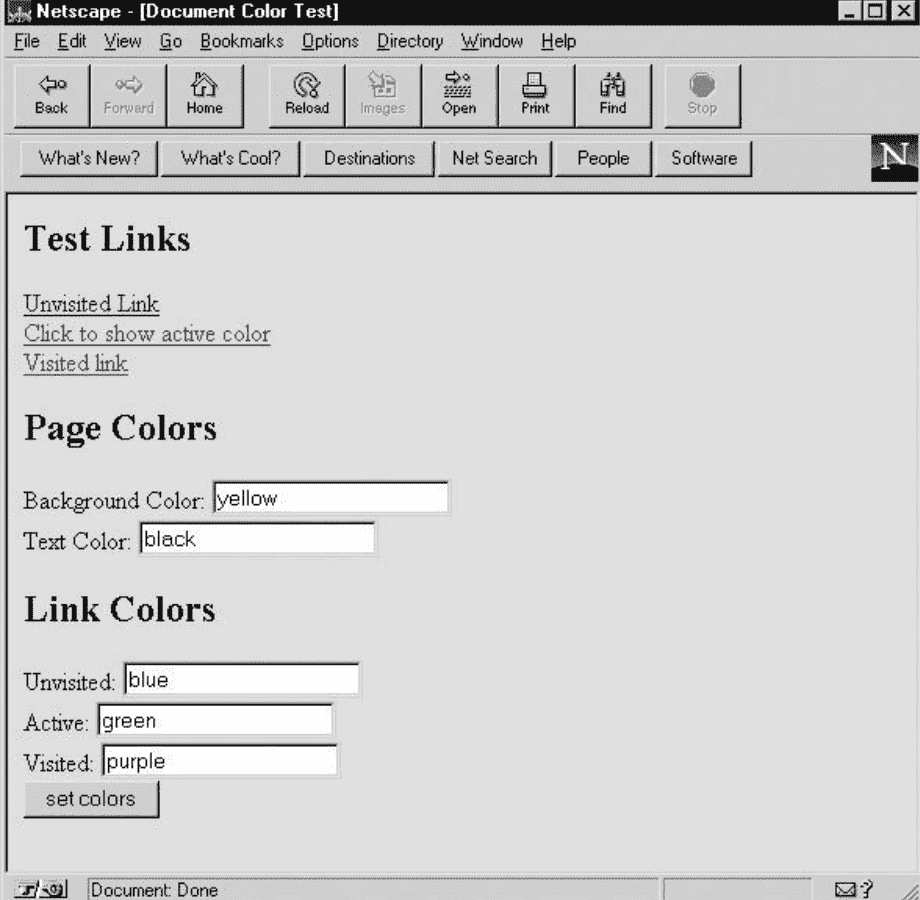 Netscape - [Document Color Test]
File Edit View Go Bookmarks Options Directory Window Help
Back Forward Home Reload Images Open Print Find Stop
What's New? What's Cool? Destinations Net Search People Software
N
Test Links
Unvisited Link
Click to show active color
Visited link
Page Colors
Background Color: yellow
Text Color: black
Link Colors
Unvisited: blue
Active: green
Visited: purple
set colors
Document: Done
?